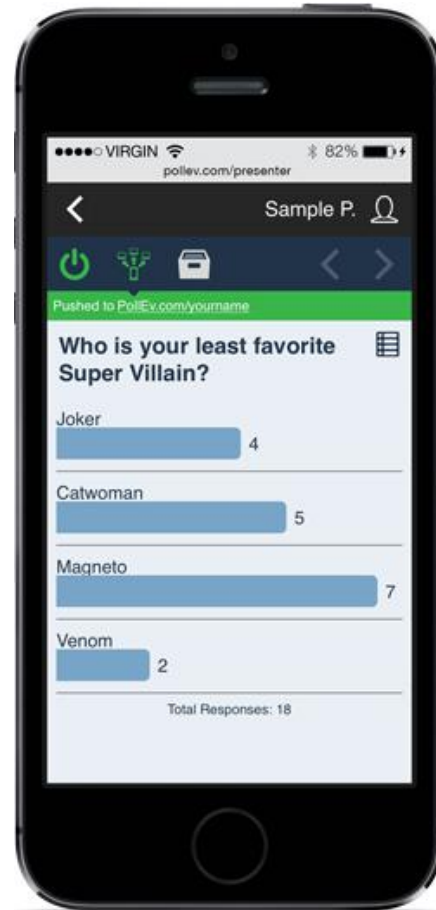 VIRGIN 82%
pollev.com/presenter
Sample P.
Pushed to PollEv.com/yourname
Who is your least favorite
Super Villain?
Joker
4
Catwoman
5
Magneto
7
Venom
2
Total Responses: 18